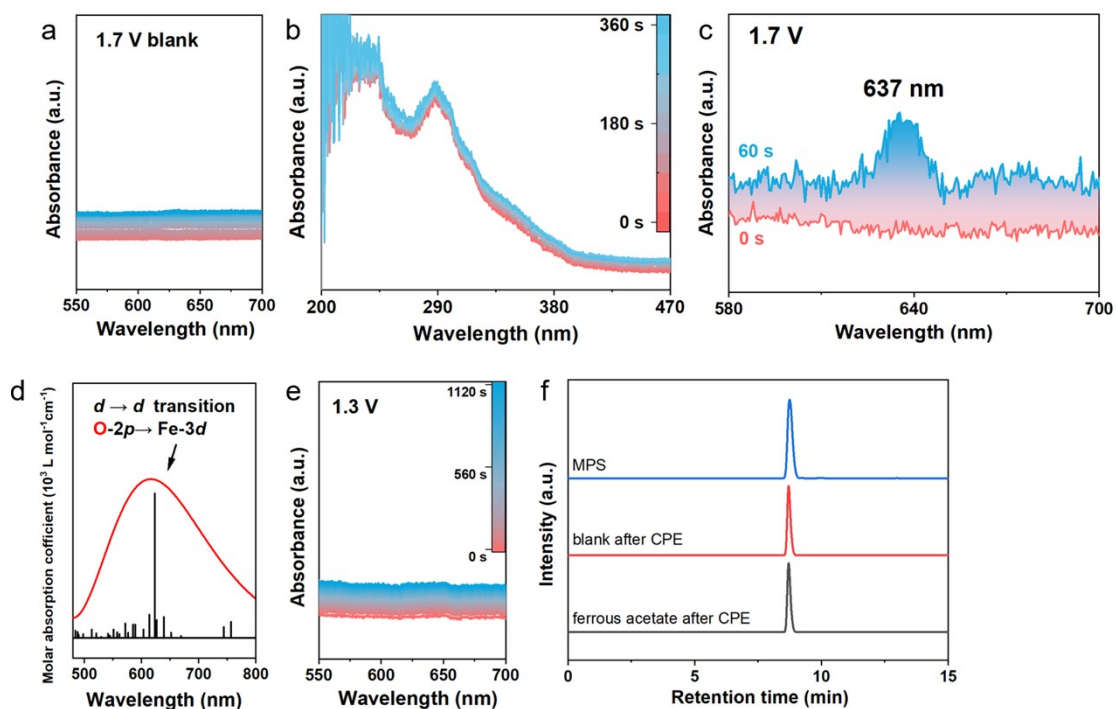 a
1.7 V blank
Absorbance (a.u.)
550 600 650 700
Wavelength (nm)
b
360 s
180 s
0 s
Absorbance (a.u.)
200 290 380 470
Wavelength (nm)
c
1.7 V
637 nm
60 s
0 s
Absorbance (a.u.)
580 640 700
Wavelength (nm)
d
d → d transition
O-2p→ Fe-3d
Molar absorption cofficient (10³ L mol⁻¹cm⁻¹)
500 600 700 800
Wavelength (nm)
e
1.3 V
1120 s
560 s
0 s
Absorbance (a.u.)
550 600 650 700
Wavelength (nm)
f
MPS
blank after CPE
ferrous acetate after CPE
Intensity (a.u.)
0 5 10 15
Retention time (min)